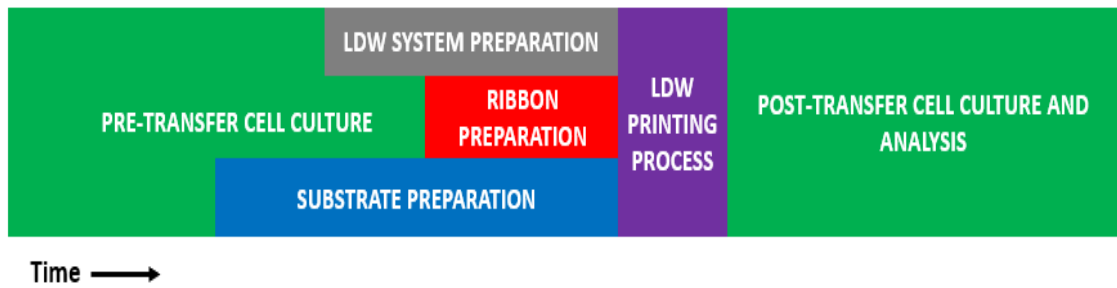 LDW SYSTEM PREPARATION
PRE-TRANSFER CELL CULTURE
RIBBON
PREPARATION
SUBSTRATE PREPARATION
LDW
PRINTING
PROCESS
POST-TRANSFER CELL CULTURE AND
ANALYSIS
Time